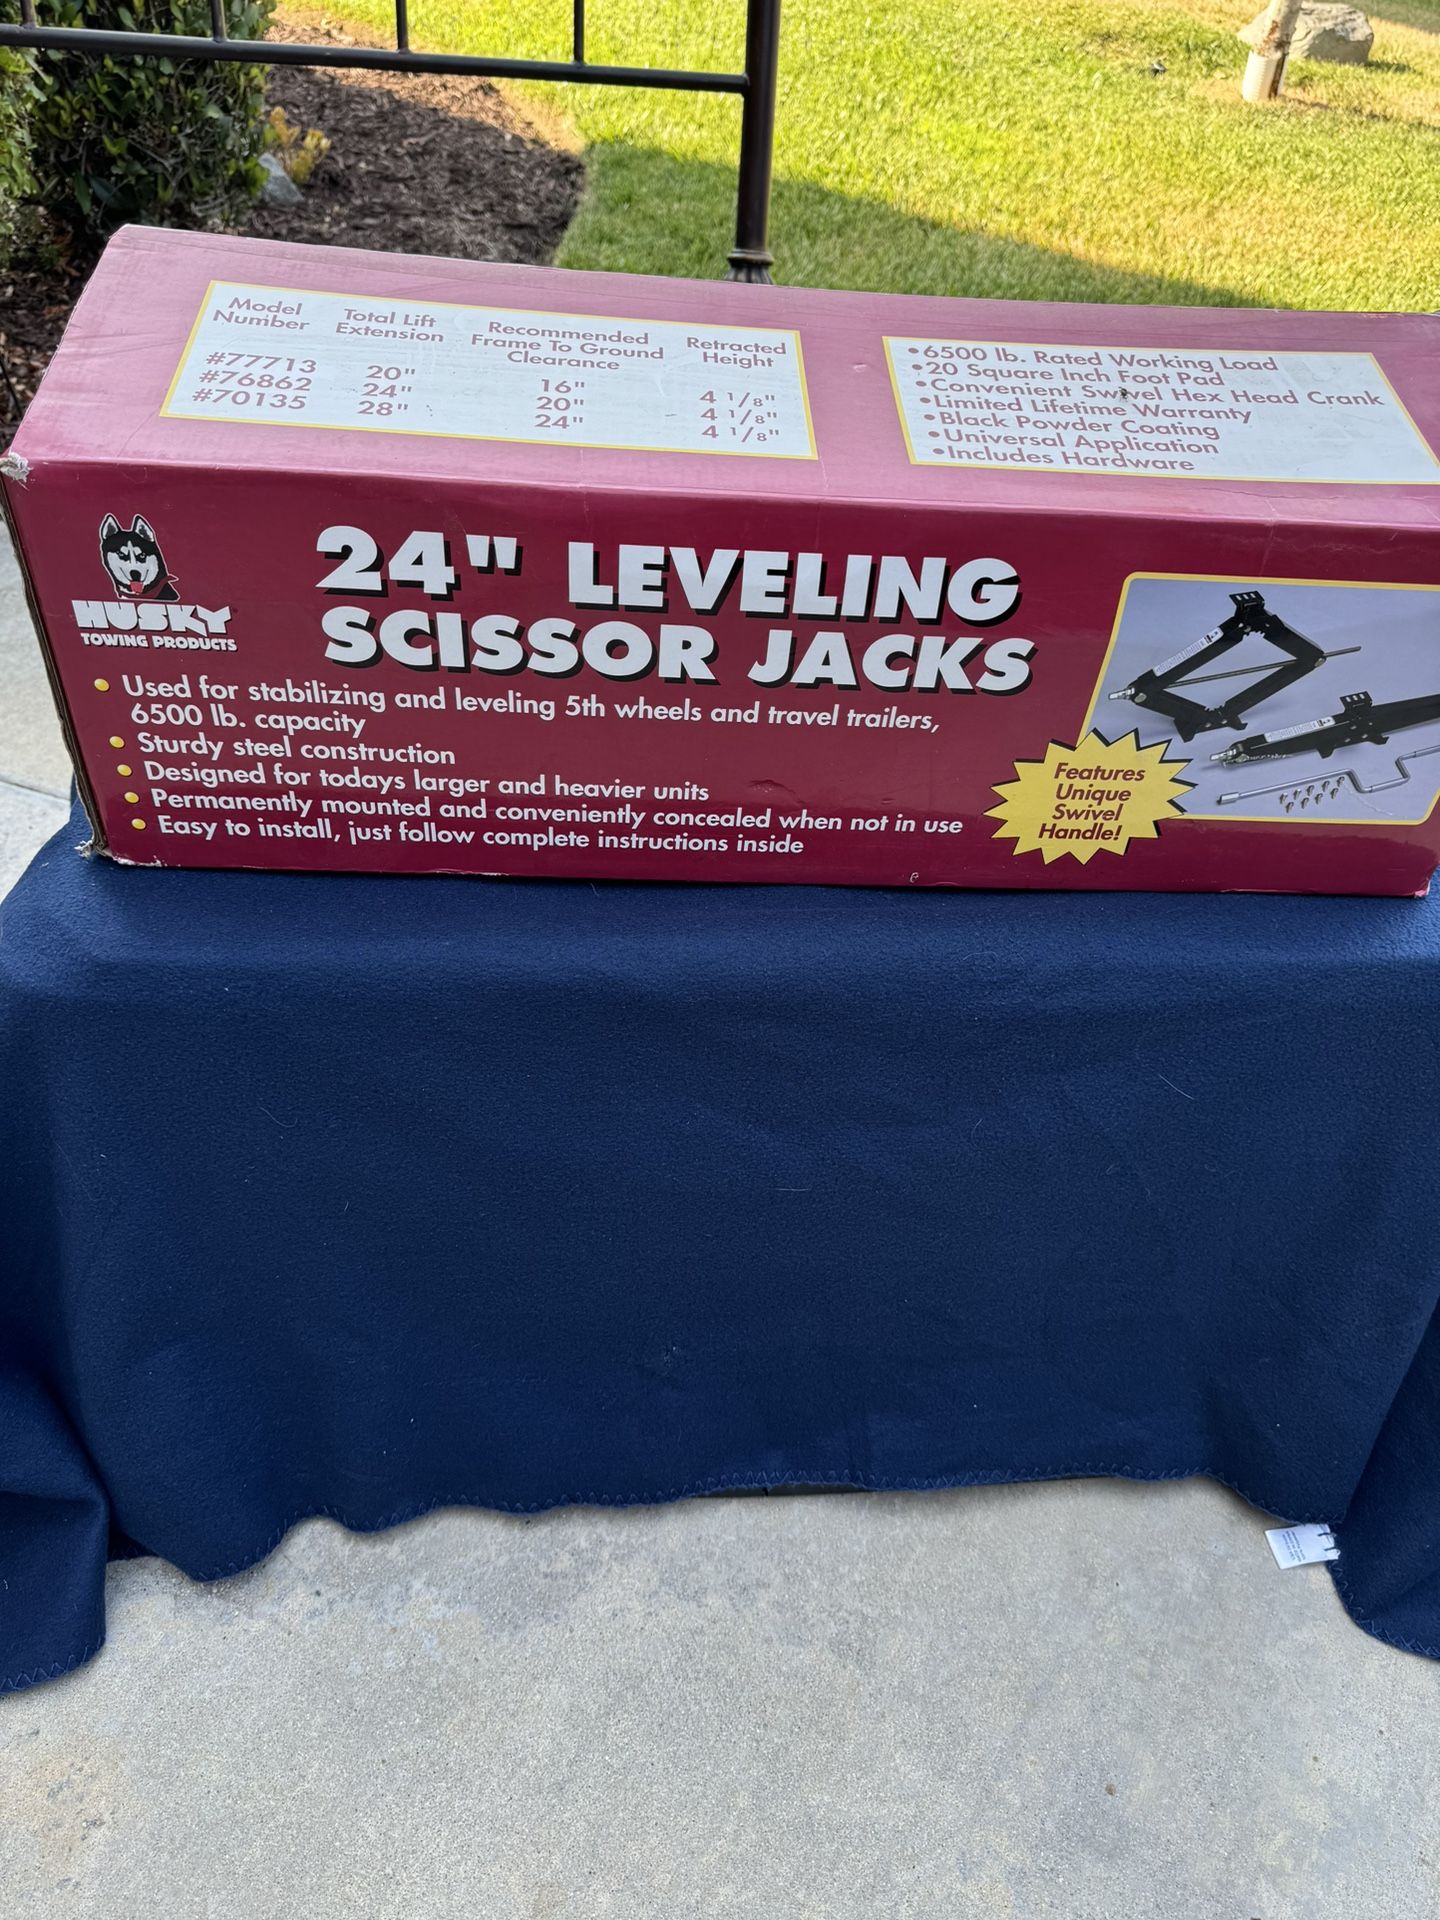 Model Number
Total Lift Extension
Recommended Frame To Ground Clearance
Retracted Height
#77713 20" 16" 4 1/8"
#76862 24" 20" 4 1/8"
#70135 28" 24" 4 1/8"
•6500 lb. Rated Working Load
•20 Square Inch Foot Pad
•Convenient Swivel Hex Head Crank
•Limited Lifetime Warranty
•Black Powder Coating
•Universal Application
•Includes Hardware
HUSKY
TOWING PRODUCTS
24" LEVELING
SCISSOR JACKS
• Used for stabilizing and leveling 5th wheels and travel trailers,
6500 lb. capacity
• Sturdy steel construction
• Designed for todays larger and heavier units
• Permanently mounted and conveniently concealed when not in use
• Easy to install, just follow complete instructions inside
Features
Unique
Swivel
Handle!